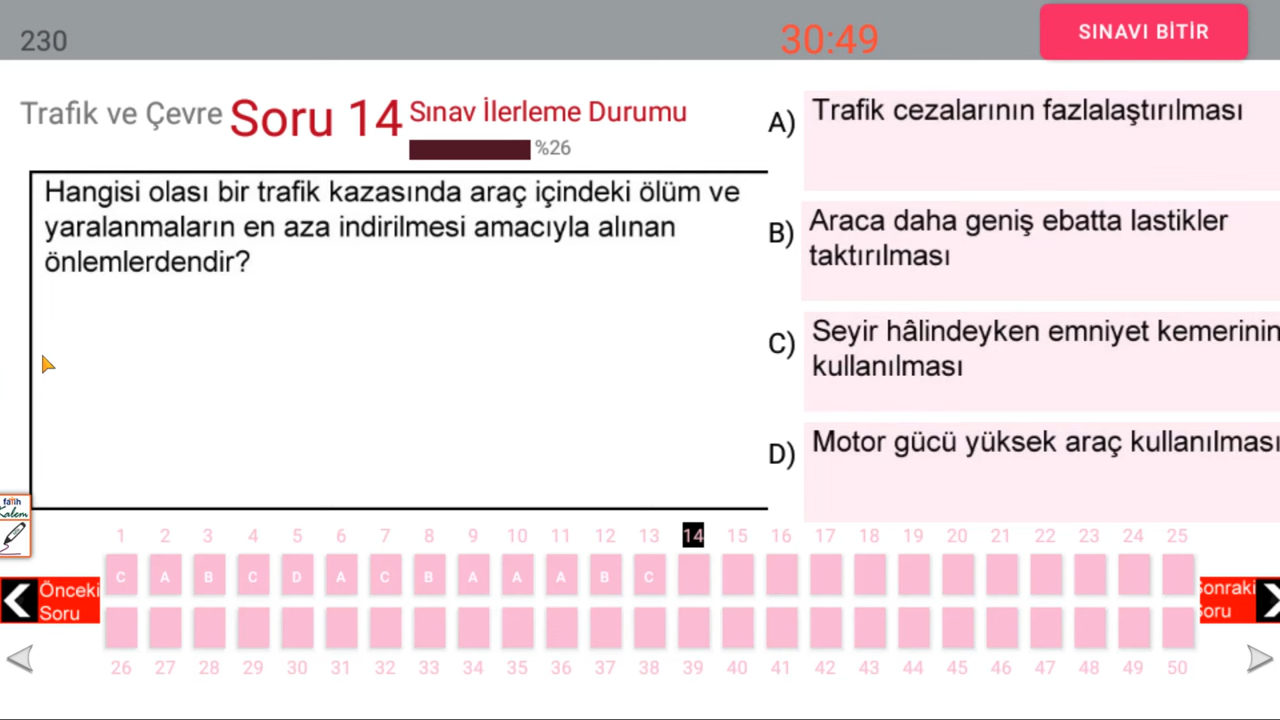 230
30:49
SINAVI BİTİR
Trafik ve Çevre
Soru 14
Sınav İlerleme Durumu
%26
Hangisi olası bir trafik kazasında araç içindeki ölüm ve
yaralanmaların en aza indirilmesi amacıyla alınan
önlemlerdendir?
A)
Trafik cezalarının fazlalaştırılması
B)
Araca daha geniş ebatta lastikler
taktırılması
C)
Seyir hâlindeyken emniyet kemerinin
kullanılması
D)
Motor gücü yüksek araç kullanılması
fatih
Kalem
1 2 3 4 5 6 7 8 9 10 11 12 13 14 15 16 17 18 19 20 21 22 23 24 25
C A B C D A C B A A A B C
Önceki
Soru
Sonraki
Soru
26 27 28 29 30 31 32 33 34 35 36 37 38 39 40 41 42 43 44 45 46 47 48 49 50